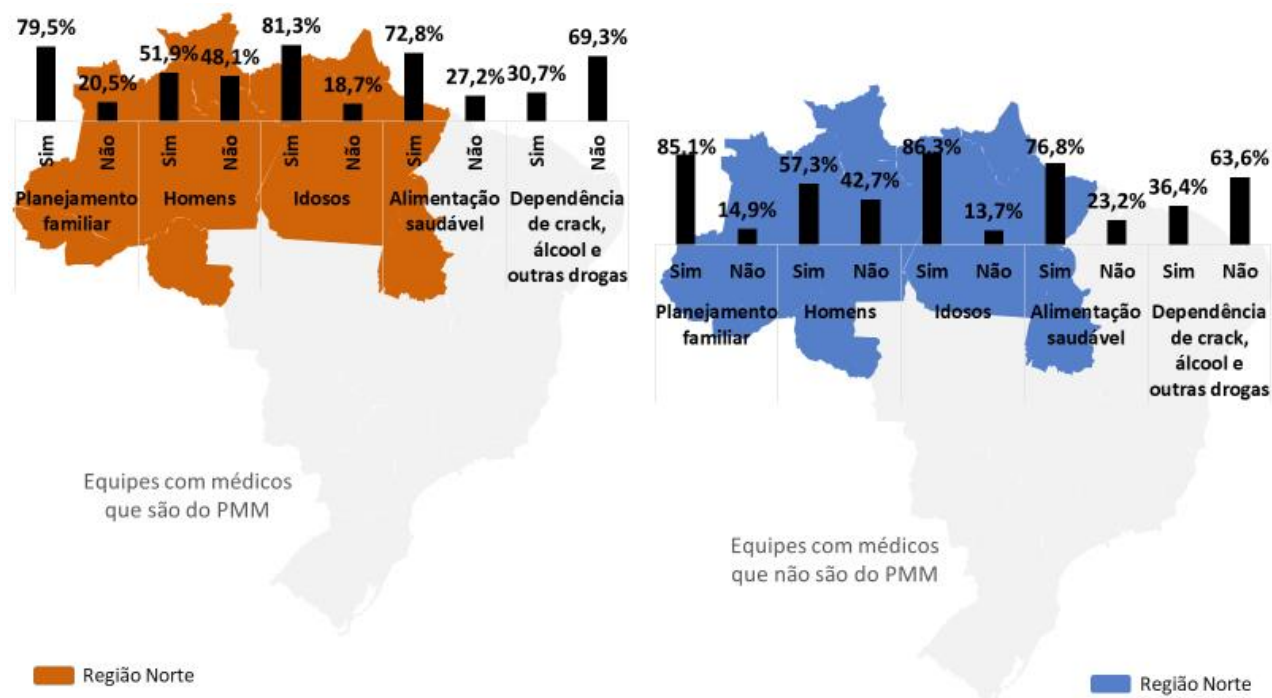 79,5%
20,5%
51,9%
48,1%
81,3%
18,7%
72,8%
27,2%
30,7%
69,3%
Sim
Não
Sim
Não
Sim
Não
Sim
Não
Sim
Não
Planejamento
familiar
Homens
Idosos
Alimentação
saudável
Dependência
de crack,
álcool e
outras drogas
Equipes com médicos
que são do PMM
Região Norte
85,1%
14,9%
57,3%
42,7%
86,3%
13,7%
76,8%
23,2%
36,4%
63,6%
Sim Não Sim Não Sim Não Sim Não Sim Não
Planejamento
familiar
Homens
Idosos
Alimentação
saudável
Dependência
de crack,
álcool e
outras drogas
Equipes com médicos
que não são do PMM
Região Norte